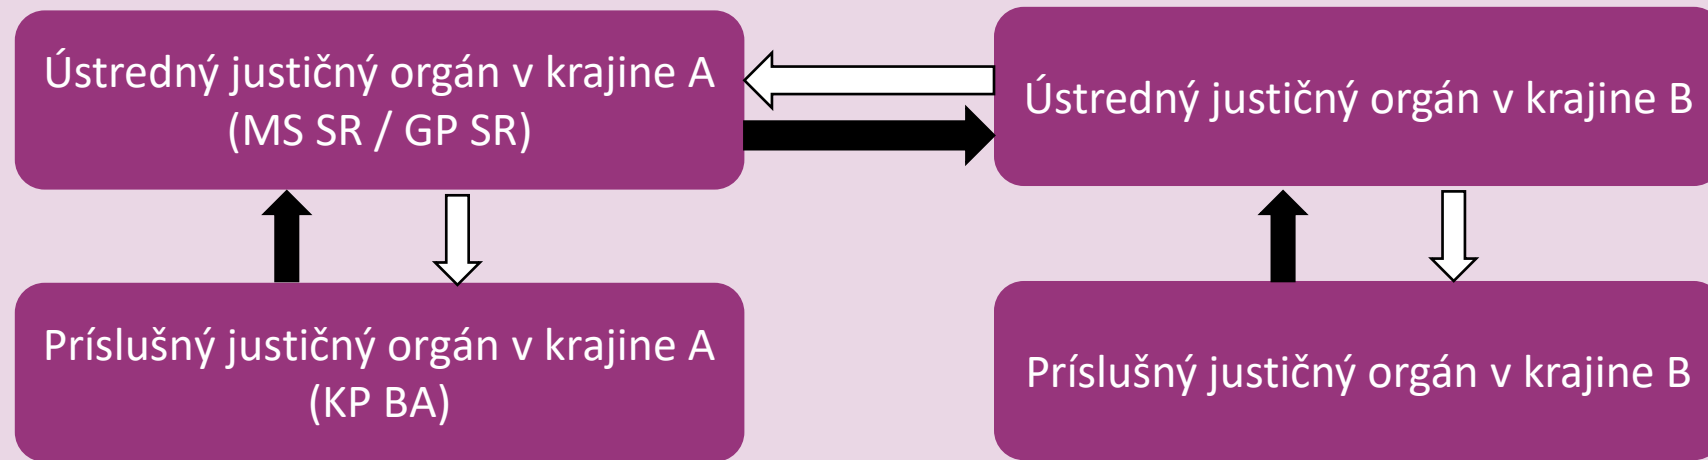 Ústredný justičný orgán v krajine A
(MS SR / GP SR)
Ústredný justičný orgán v krajine B
Príslušný justičný orgán v krajine A
(KP BA)
Príslušný justičný orgán v krajine B